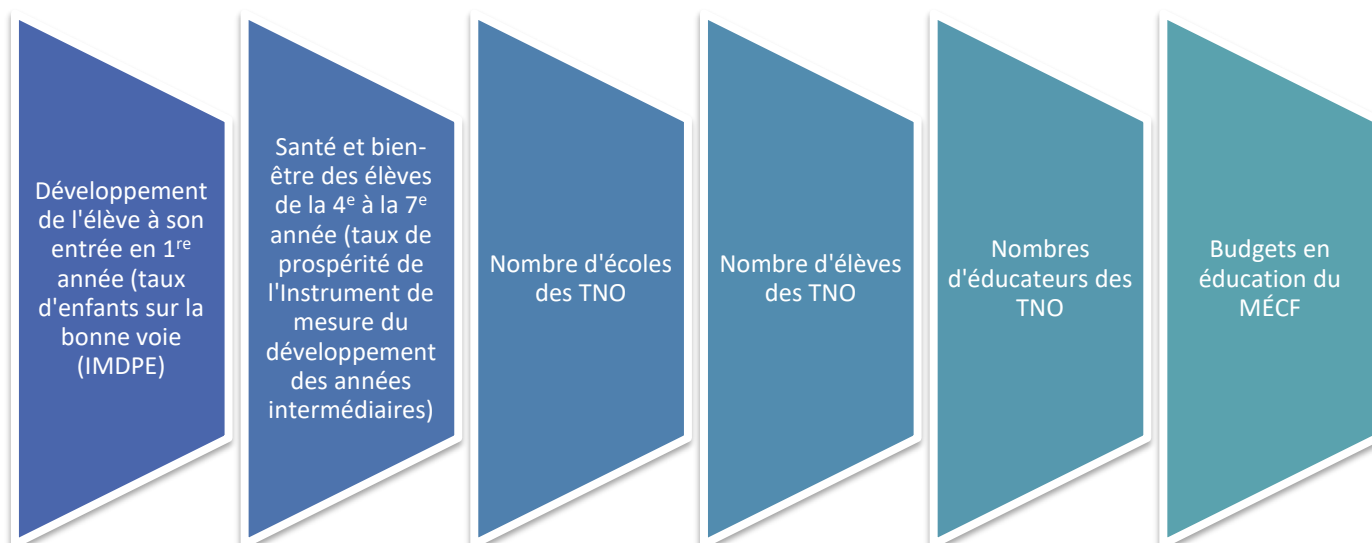 Développement
de l'élève à son
entrée en 1re
année (taux
d'enfants sur la
bonne voie
(IMDPE)
Santé et bien-
être des élèves
de la 4e à la 7e
année (taux de
prospérité de
l'Instrument de
mesure du
développement
des années
intermédiaires)
Nombre d'écoles
des TNO
Nombre d'élèves
des TNO
Nombres
d'éducateurs des
TNO
Budgets en
éducation du
MÉCF